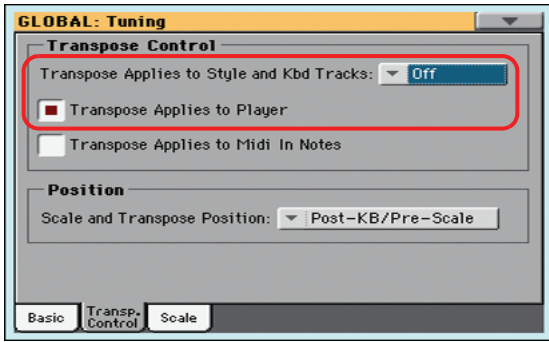 GLOBAL: Tuning
Transpose Control
Transpose Applies to Style and Kbd Tracks: Off
Transpose Applies to Player
Transpose Applies to Midi In Notes
Position
Scale and Transpose Position: Post-KB/Pre-Scale
Basic Transp. Control Scale